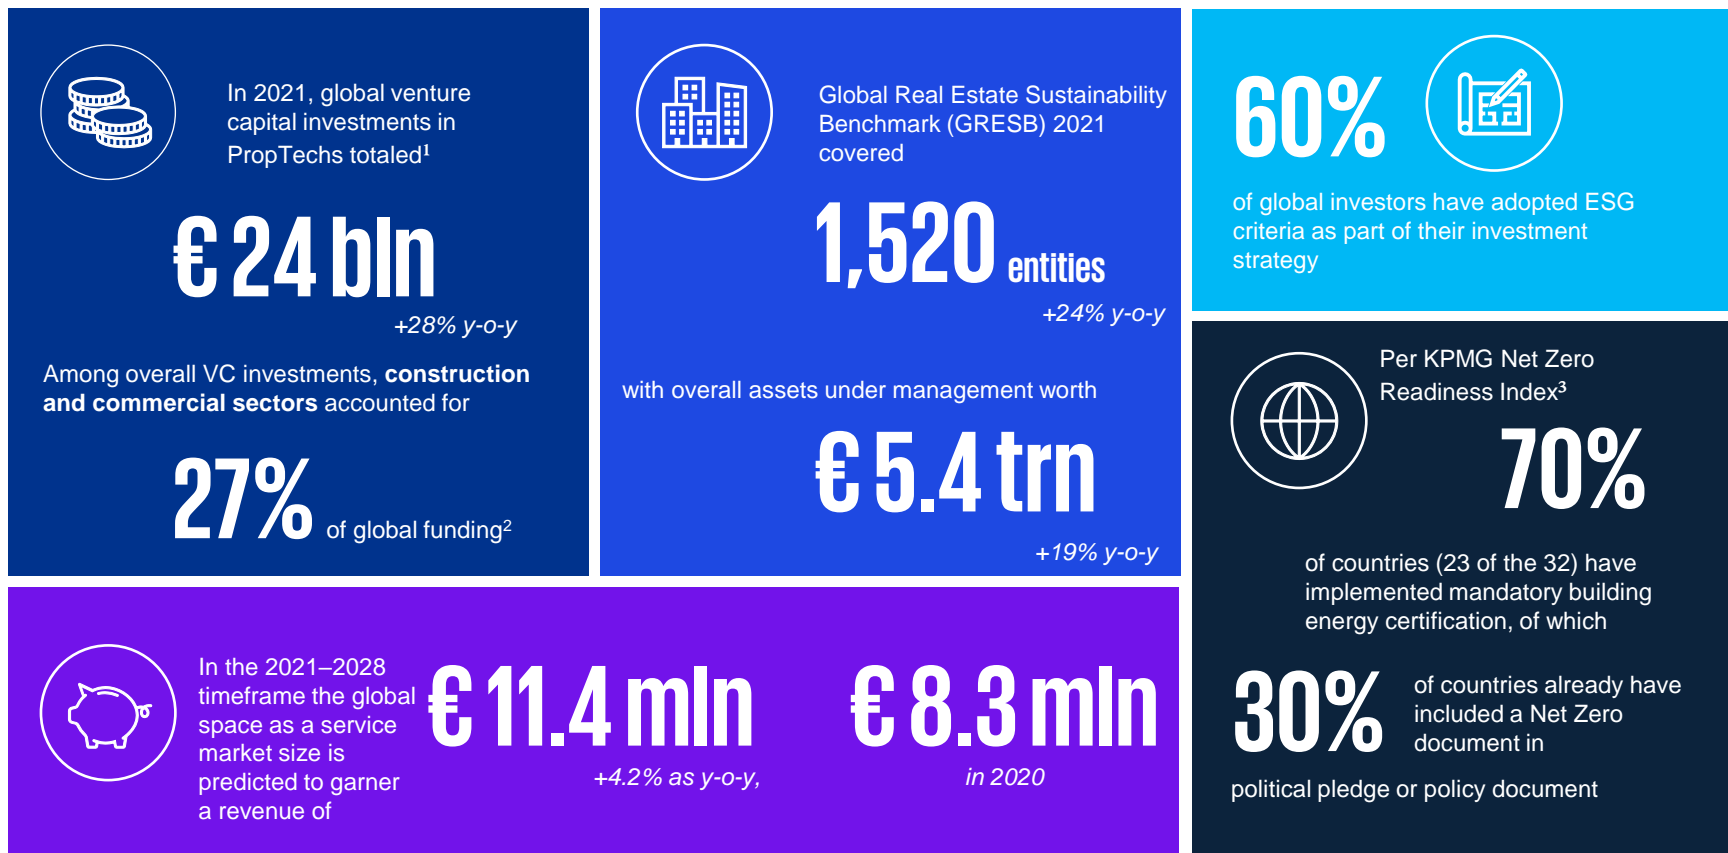 In 2021, global venture
capital investments in
PropTechs totaled¹
€ 24 bln
+28% y-o-y
Among overall VC investments, construction
and commercial sectors accounted for
27% of global funding²
Global Real Estate Sustainability
Benchmark (GRESB) 2021
covered
1,520 entities
+24% y-o-y
with overall assets under management worth
€ 5.4 trn
+19% y-o-y
60%
of global investors have adopted ESG
criteria as part of their investment
strategy
Per KPMG Net Zero
Readiness Index³
70%
of countries (23 of the 32) have
implemented mandatory building
energy certification, of which
30%
of countries already have
included a Net Zero
document in
political pledge or policy document
In the 2021–2028
timeframe the global
space as a service
market size is
predicted to garner
a revenue of
€ 11.4 mln
+4.2% as y-o-y,
€ 8.3 mln
in 2020